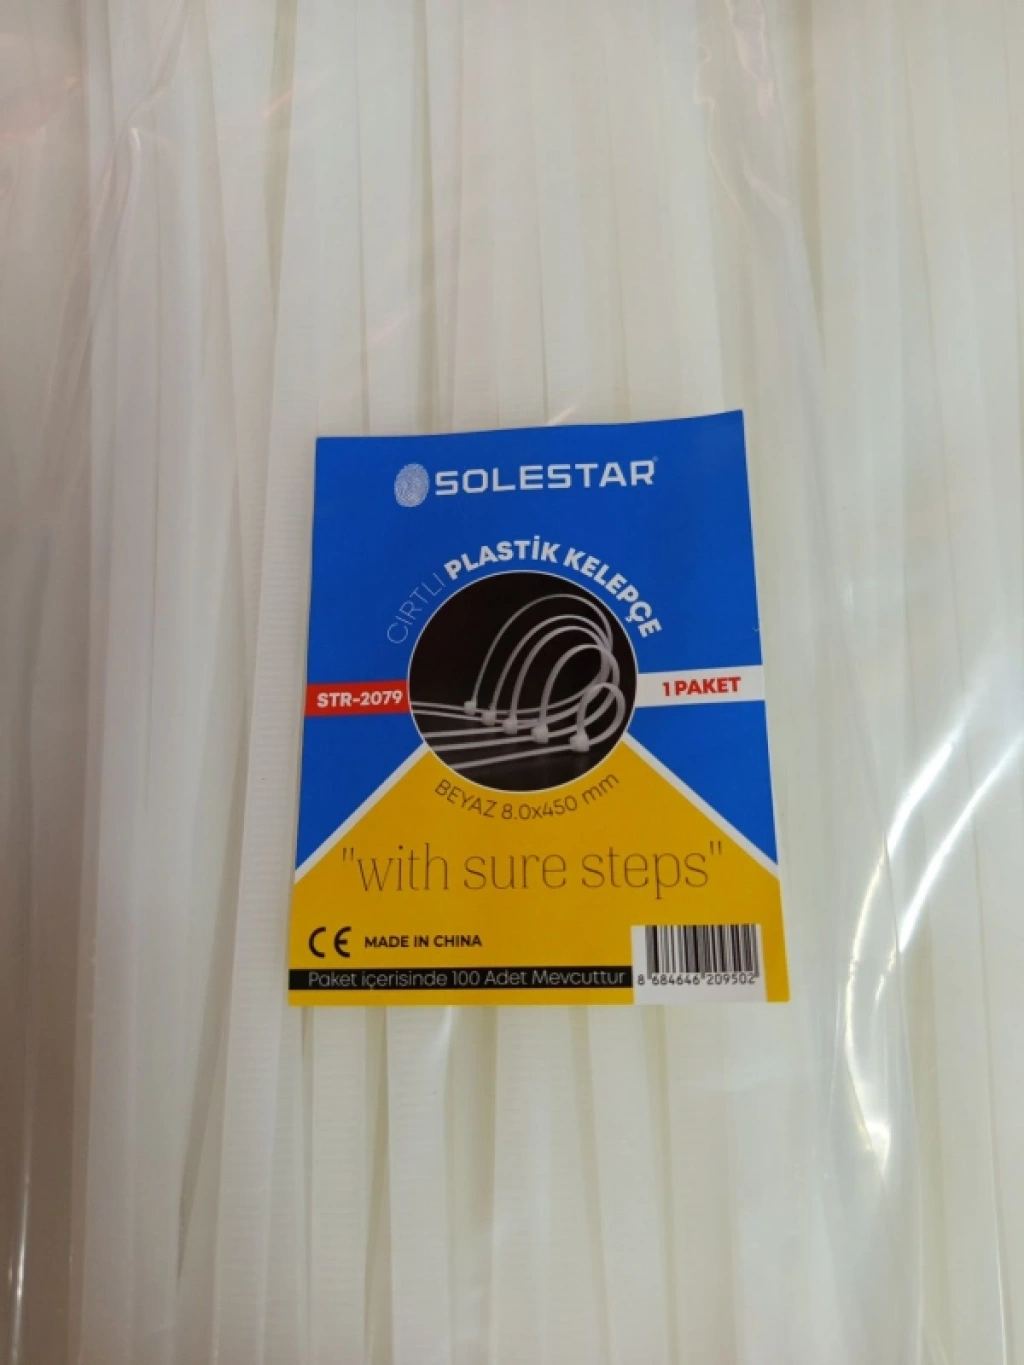 SOLESTAR
CIRTLI PLASTİK KELEPÇE
STR-2079
1 PAKET
BEYAZ 8.0x450 mm
"with sure steps"
CE MADE IN CHINA
Paket içerisinde 100 Adet Mevcuttur
8 684646 209502